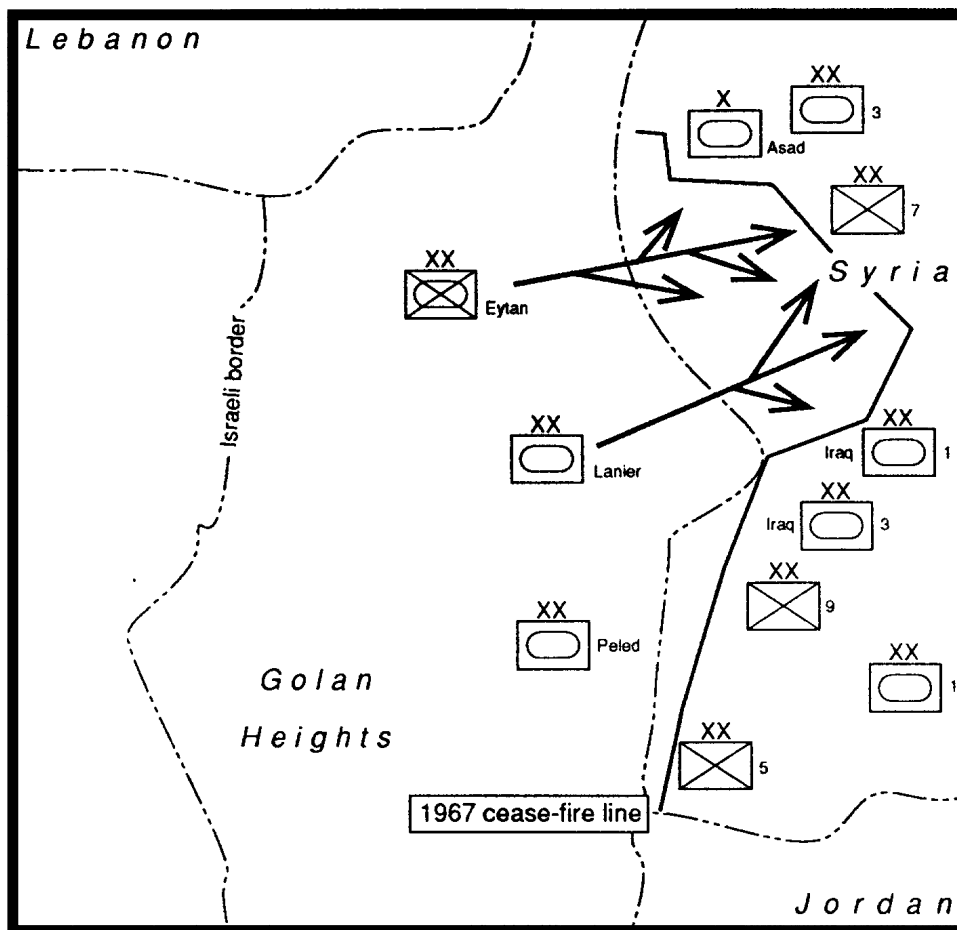 Lebanon
XX
3
X
Asad
XX
7
XX
Eytan
Syria
Israeli border
XX
Lanier
XX
Iraq
1
XX
Iraq
3
XX
9
XX
Peled
XX
1
Golan
Heights
XX
5
1967 cease-fire line
Jordan